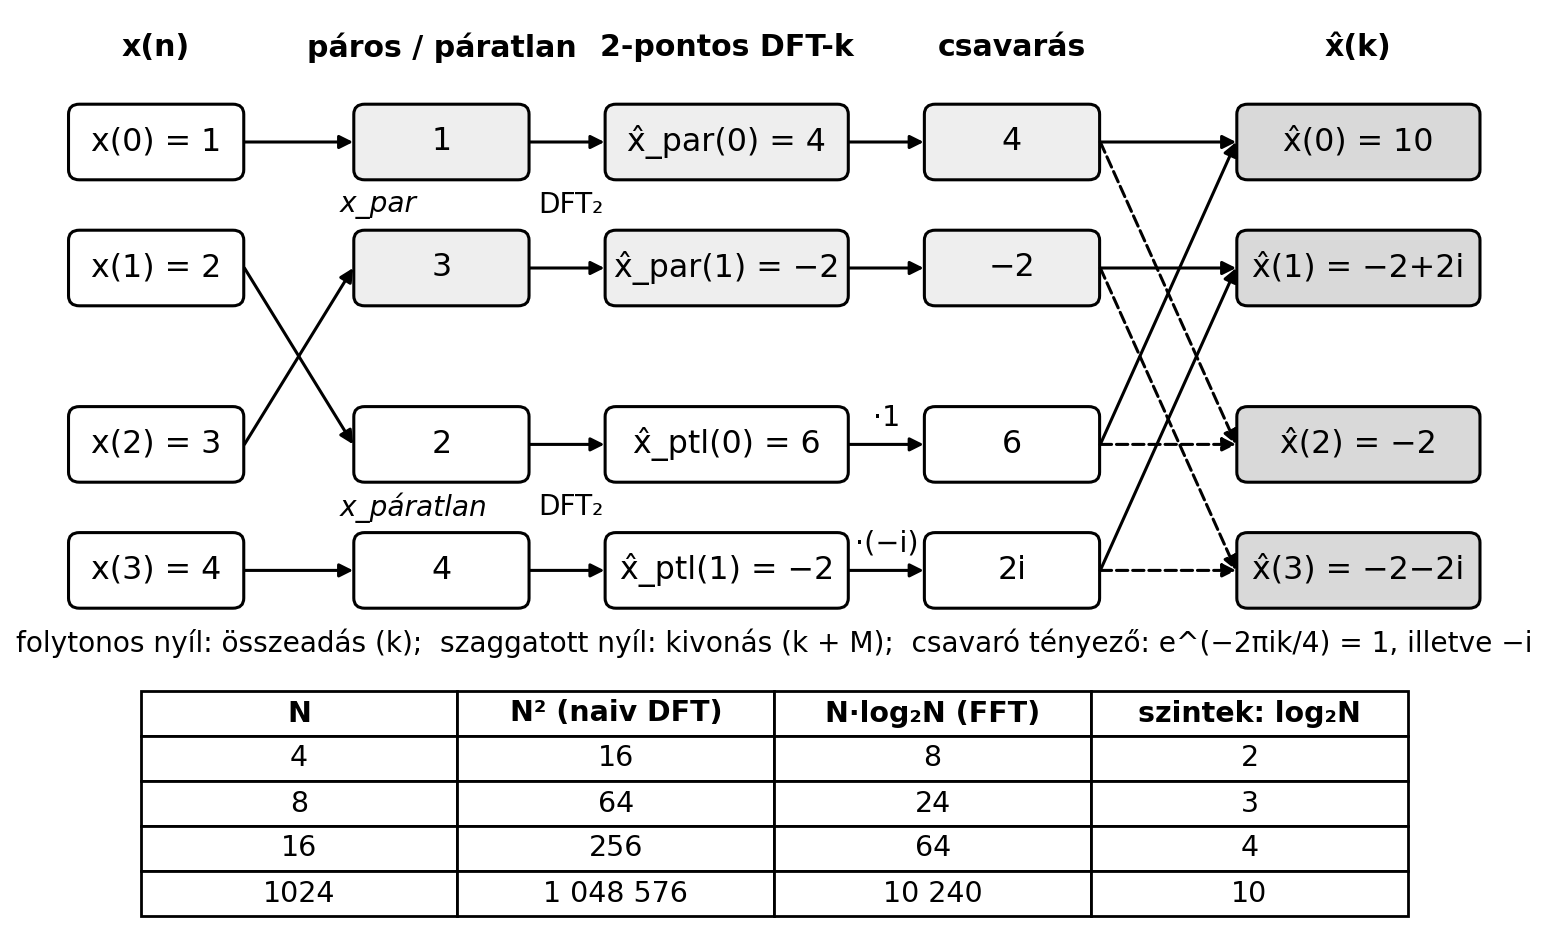 x(n) páros / páratlan 2-pontos DFT-k csavarás x̂(k)
x(0) = 1 1 x̂_par(0) = 4 4 x̂(0) = 10
x_par DFT₂
x(1) = 2 3 x̂_par(1) = −2 −2 x̂(1) = −2+2i
·1
x(2) = 3 2 x̂_ptl(0) = 6 6 x̂(2) = −2
x_páratlan DFT₂
·(−i)
x(3) = 4 4 x̂_ptl(1) = −2 2i x̂(3) = −2−2i
folytonos nyíl: összeadás (k); szaggatott nyíl: kivonás (k + M); csavaró tényező: e^(−2πik/4) = 1, illetve −i
N N² (naiv DFT) N·log₂N (FFT) szintek: log₂N
4 16 8 2
8 64 24 3
16 256 64 4
1024 1 048 576 10 240 10